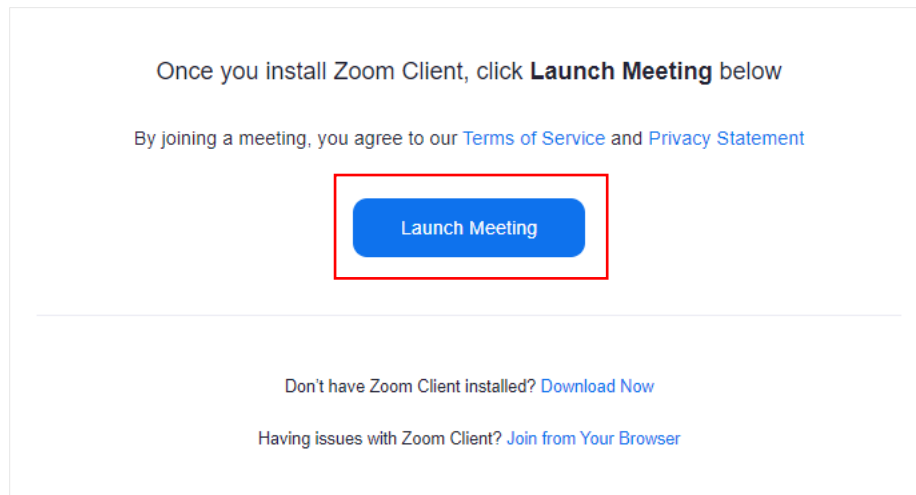 Once you install Zoom Client, click Launch Meeting below
By joining a meeting, you agree to our Terms of Service and Privacy Statement
Launch Meeting
Don’t have Zoom Client installed? Download Now
Having issues with Zoom Client? Join from Your Browser